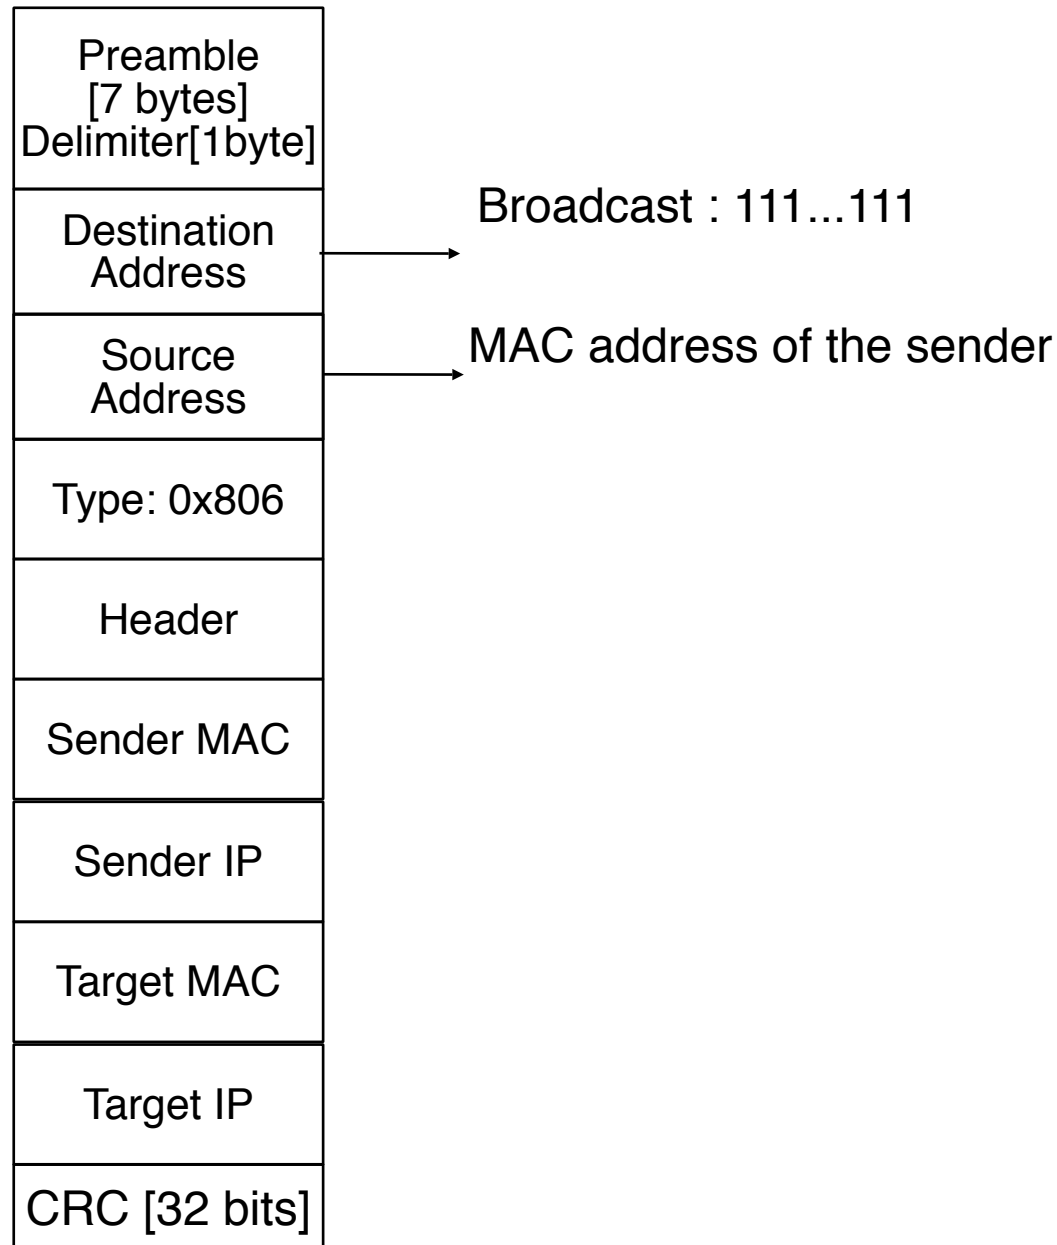 Preamble
[7 bytes]
Delimiter[1byte]
Destination
Address
Broadcast : 111...111
Source
Address
MAC address of the sender
Type: 0x806
Header
Sender MAC
Sender IP
Target MAC
Target IP
CRC [32 bits]